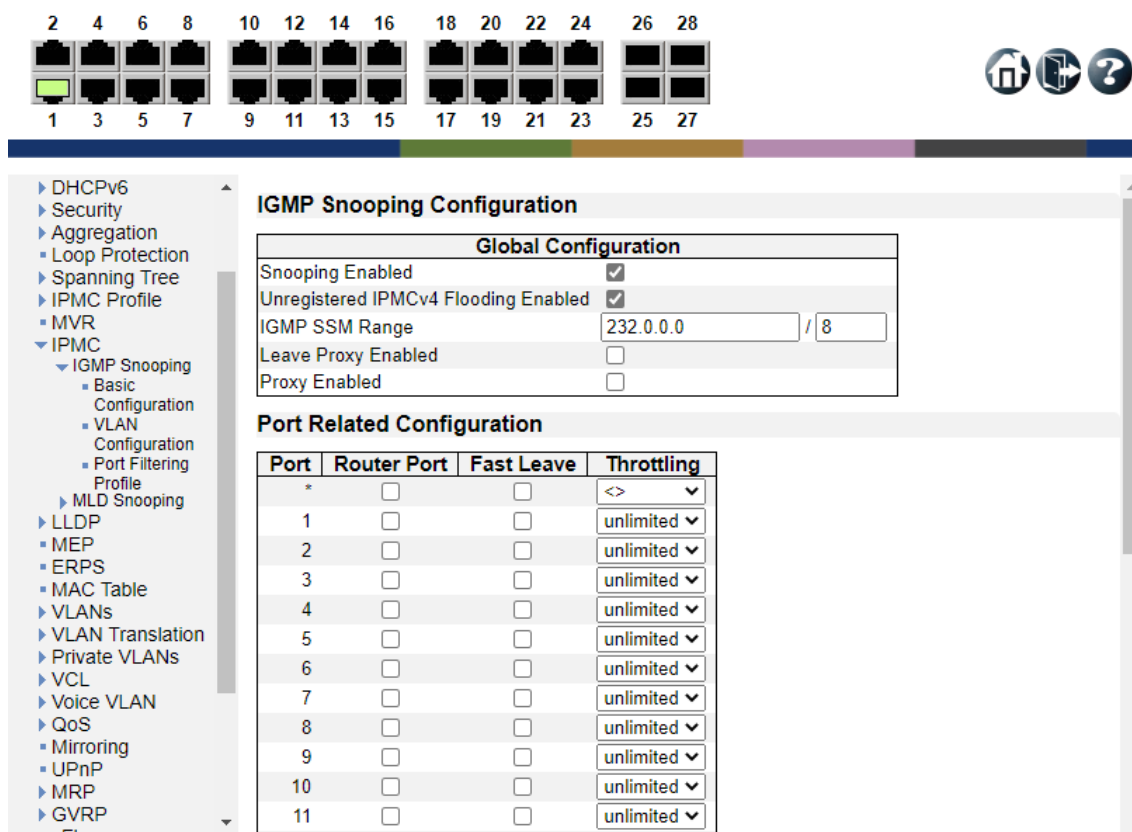 2 4 6 8 10 12 14 16 18 20 22 24 26 28
1 3 5 7 9 11 13 15 17 19 21 23 25 27
?
DHCPv6
Security
Aggregation
Loop Protection
Spanning Tree
IPMC Profile
MVR
IPMC
IGMP Snooping
Basic
Configuration
VLAN
Configuration
Port Filtering
Profile
MLD Snooping
LLDP
MEP
ERPS
MAC Table
VLANs
VLAN Translation
Private VLANs
VCL
Voice VLAN
QoS
Mirroring
UPnP
MRP
GVRP
IGMP Snooping Configuration
Global Configuration
Snooping Enabled
Unregistered IPMCv4 Flooding Enabled
IGMP SSM Range 232.0.0.0 / 8
Leave Proxy Enabled
Proxy Enabled
Port Related Configuration
Port Router Port Fast Leave Throttling
* <>
1 unlimited
2 unlimited
3 unlimited
4 unlimited
5 unlimited
6 unlimited
7 unlimited
8 unlimited
9 unlimited
10 unlimited
11 unlimited